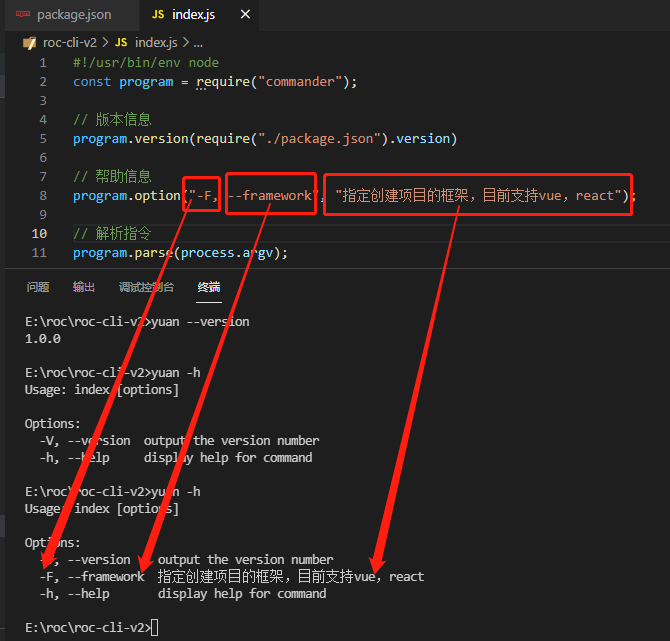 package.json JS index.js ×
roc-cli-v2 > JS index.js > ...
1 #!/usr/bin/env node
2 const program = require("commander");
3
4 // 版本信息
5 program.version(require("./package.json").version)
6
7 // 帮助信息
8 program.option("-F, --framework", "指定创建项目的框架，目前支持vue，react");
9
10 // 解析指令
11 program.parse(process.argv);
问题 输出 调试控制台 终端
E:\roc\roc-cli-v2>yuan --version
1.0.0
E:\roc\roc-cli-v2>yuan -h
Usage: index [options]
Options:
-V, --version output the version number
-h, --help display help for command
E:\roc\roc-cli-v2>yuan -h
Usage: index [options]
Options:
--version output the version number
-F, --framework 指定创建项目的框架，目前支持vue，react
-h, --help display help for command
E:\roc\roc-cli-v2>